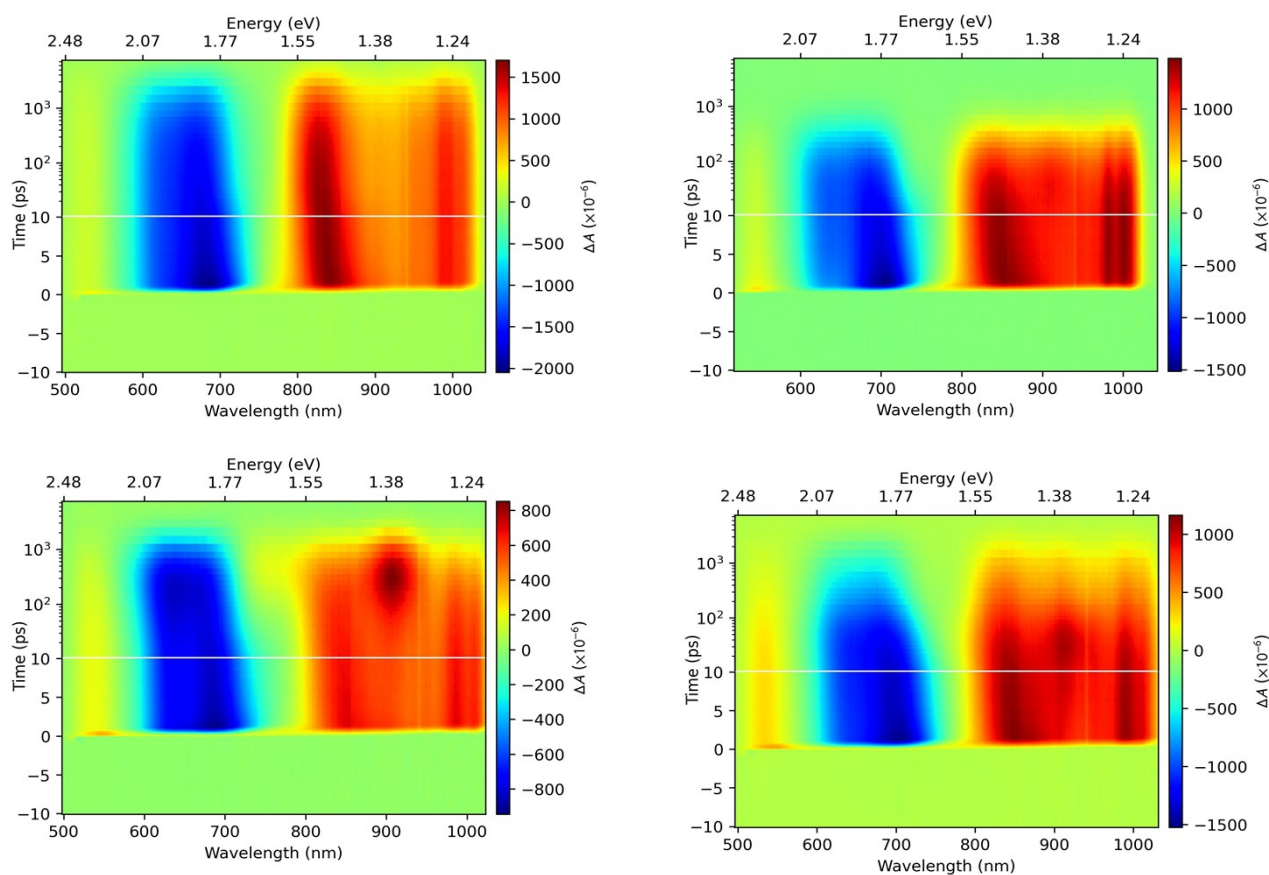 Energy (eV)
2.48 2.07 1.77 1.55 1.38 1.24
10³
10²
10
5
0
−5
−10
Time (ps)
500 600 700 800 900 1000
Wavelength (nm)
1500
1000
500
0
−500
−1000
−1500
−2000
ΔA (×10⁻⁶)
Energy (eV)
2.07 1.77 1.55 1.38 1.24
10³
10²
10
5
0
−5
−10
Time (ps)
600 700 800 900 1000
Wavelength (nm)
1000
500
0
−500
−1000
−1500
ΔA (×10⁻⁶)
Energy (eV)
2.48 2.07 1.77 1.55 1.38 1.24
10³
10²
10
5
0
−5
−10
Time (ps)
500 600 700 800 900 1000
Wavelength (nm)
800
600
400
200
0
−200
−400
−600
−800
ΔA (×10⁻⁶)
Energy (eV)
2.48 2.07 1.77 1.55 1.38 1.24
10³
10²
10
5
0
−5
−10
Time (ps)
500 600 700 800 900 1000
Wavelength (nm)
1000
500
0
−500
−1000
−1500
ΔA (×10⁻⁶)